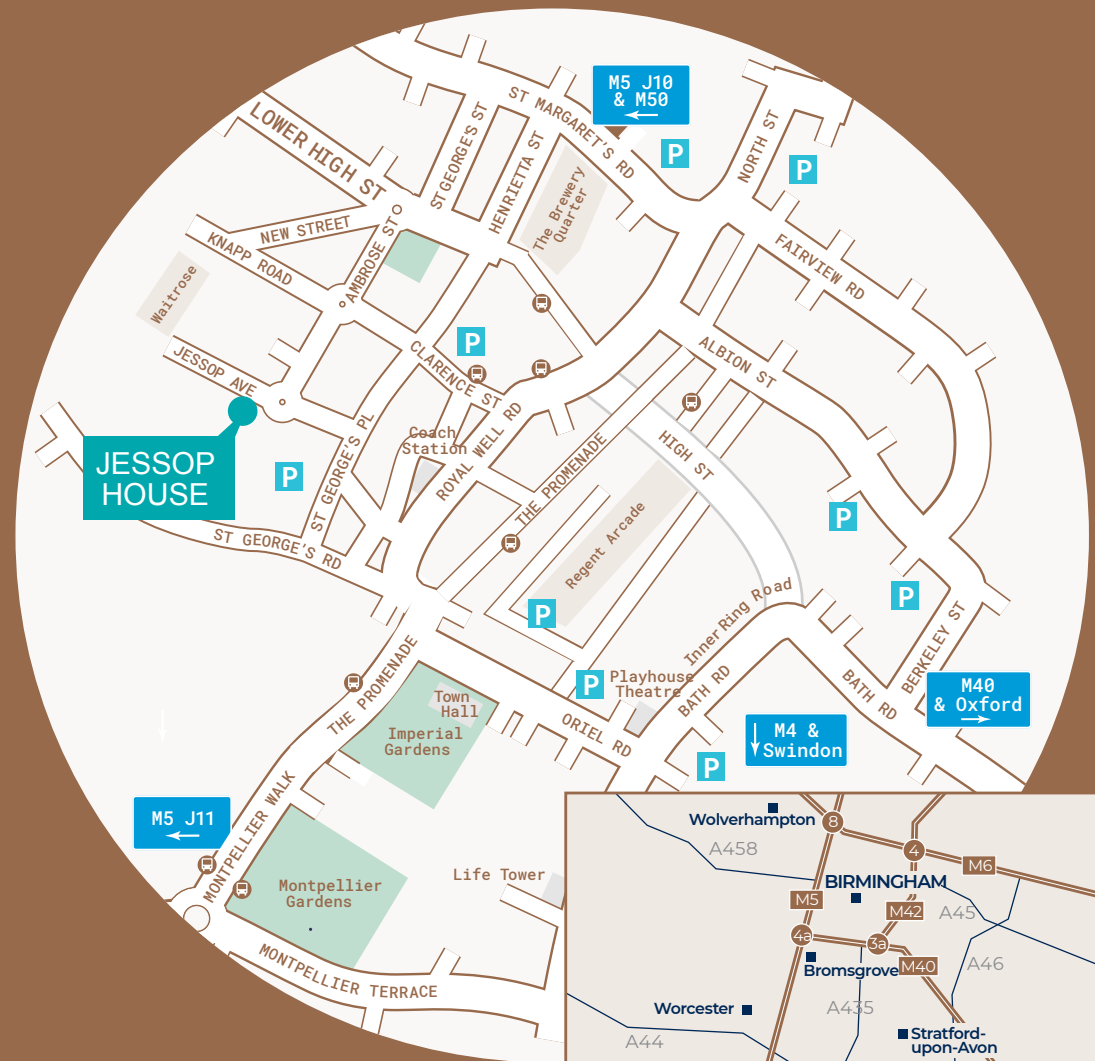 M5 J10
& M50
ST MARGARET'S RD
P
NORTH ST
P
LOWER HIGH ST
ST GEORGE'S ST
HENRIETTA ST
The Brewery
Quarter
NEW STREET
KNAPP ROAD
AMBROSE ST
FAIRVIEW RD
Waitrose
JESSOP AVE
P
CLARENCE ST
ALBION ST
Coach
Station
ROYAL WELL RD
HIGH ST
JESSOP
HOUSE
P
ST GEORGE'S PL
THE PROMENADE
Regent Arcade
P
ST GEORGE'S RD
P
P
Inner Ring Road
BERKELEY ST
THE PROMENADE
P
Playhouse
Theatre
BATH RD
BATH RD
M40
& Oxford
Town
Hall
Imperial
Gardens
ORIEL RD
M4 &
Swindon
P
M5 J11
MONTPELLIER WALK
Life Tower
Montpellier
Gardens
MONTPELLIER TERRACE
Wolverhampton
8
A458
4
M6
BIRMINGHAM
M5
M42
A45
4a
3a
Bromsgrove
M40
A46
Worcester
A435
A44
Stratford-
upon-Avon